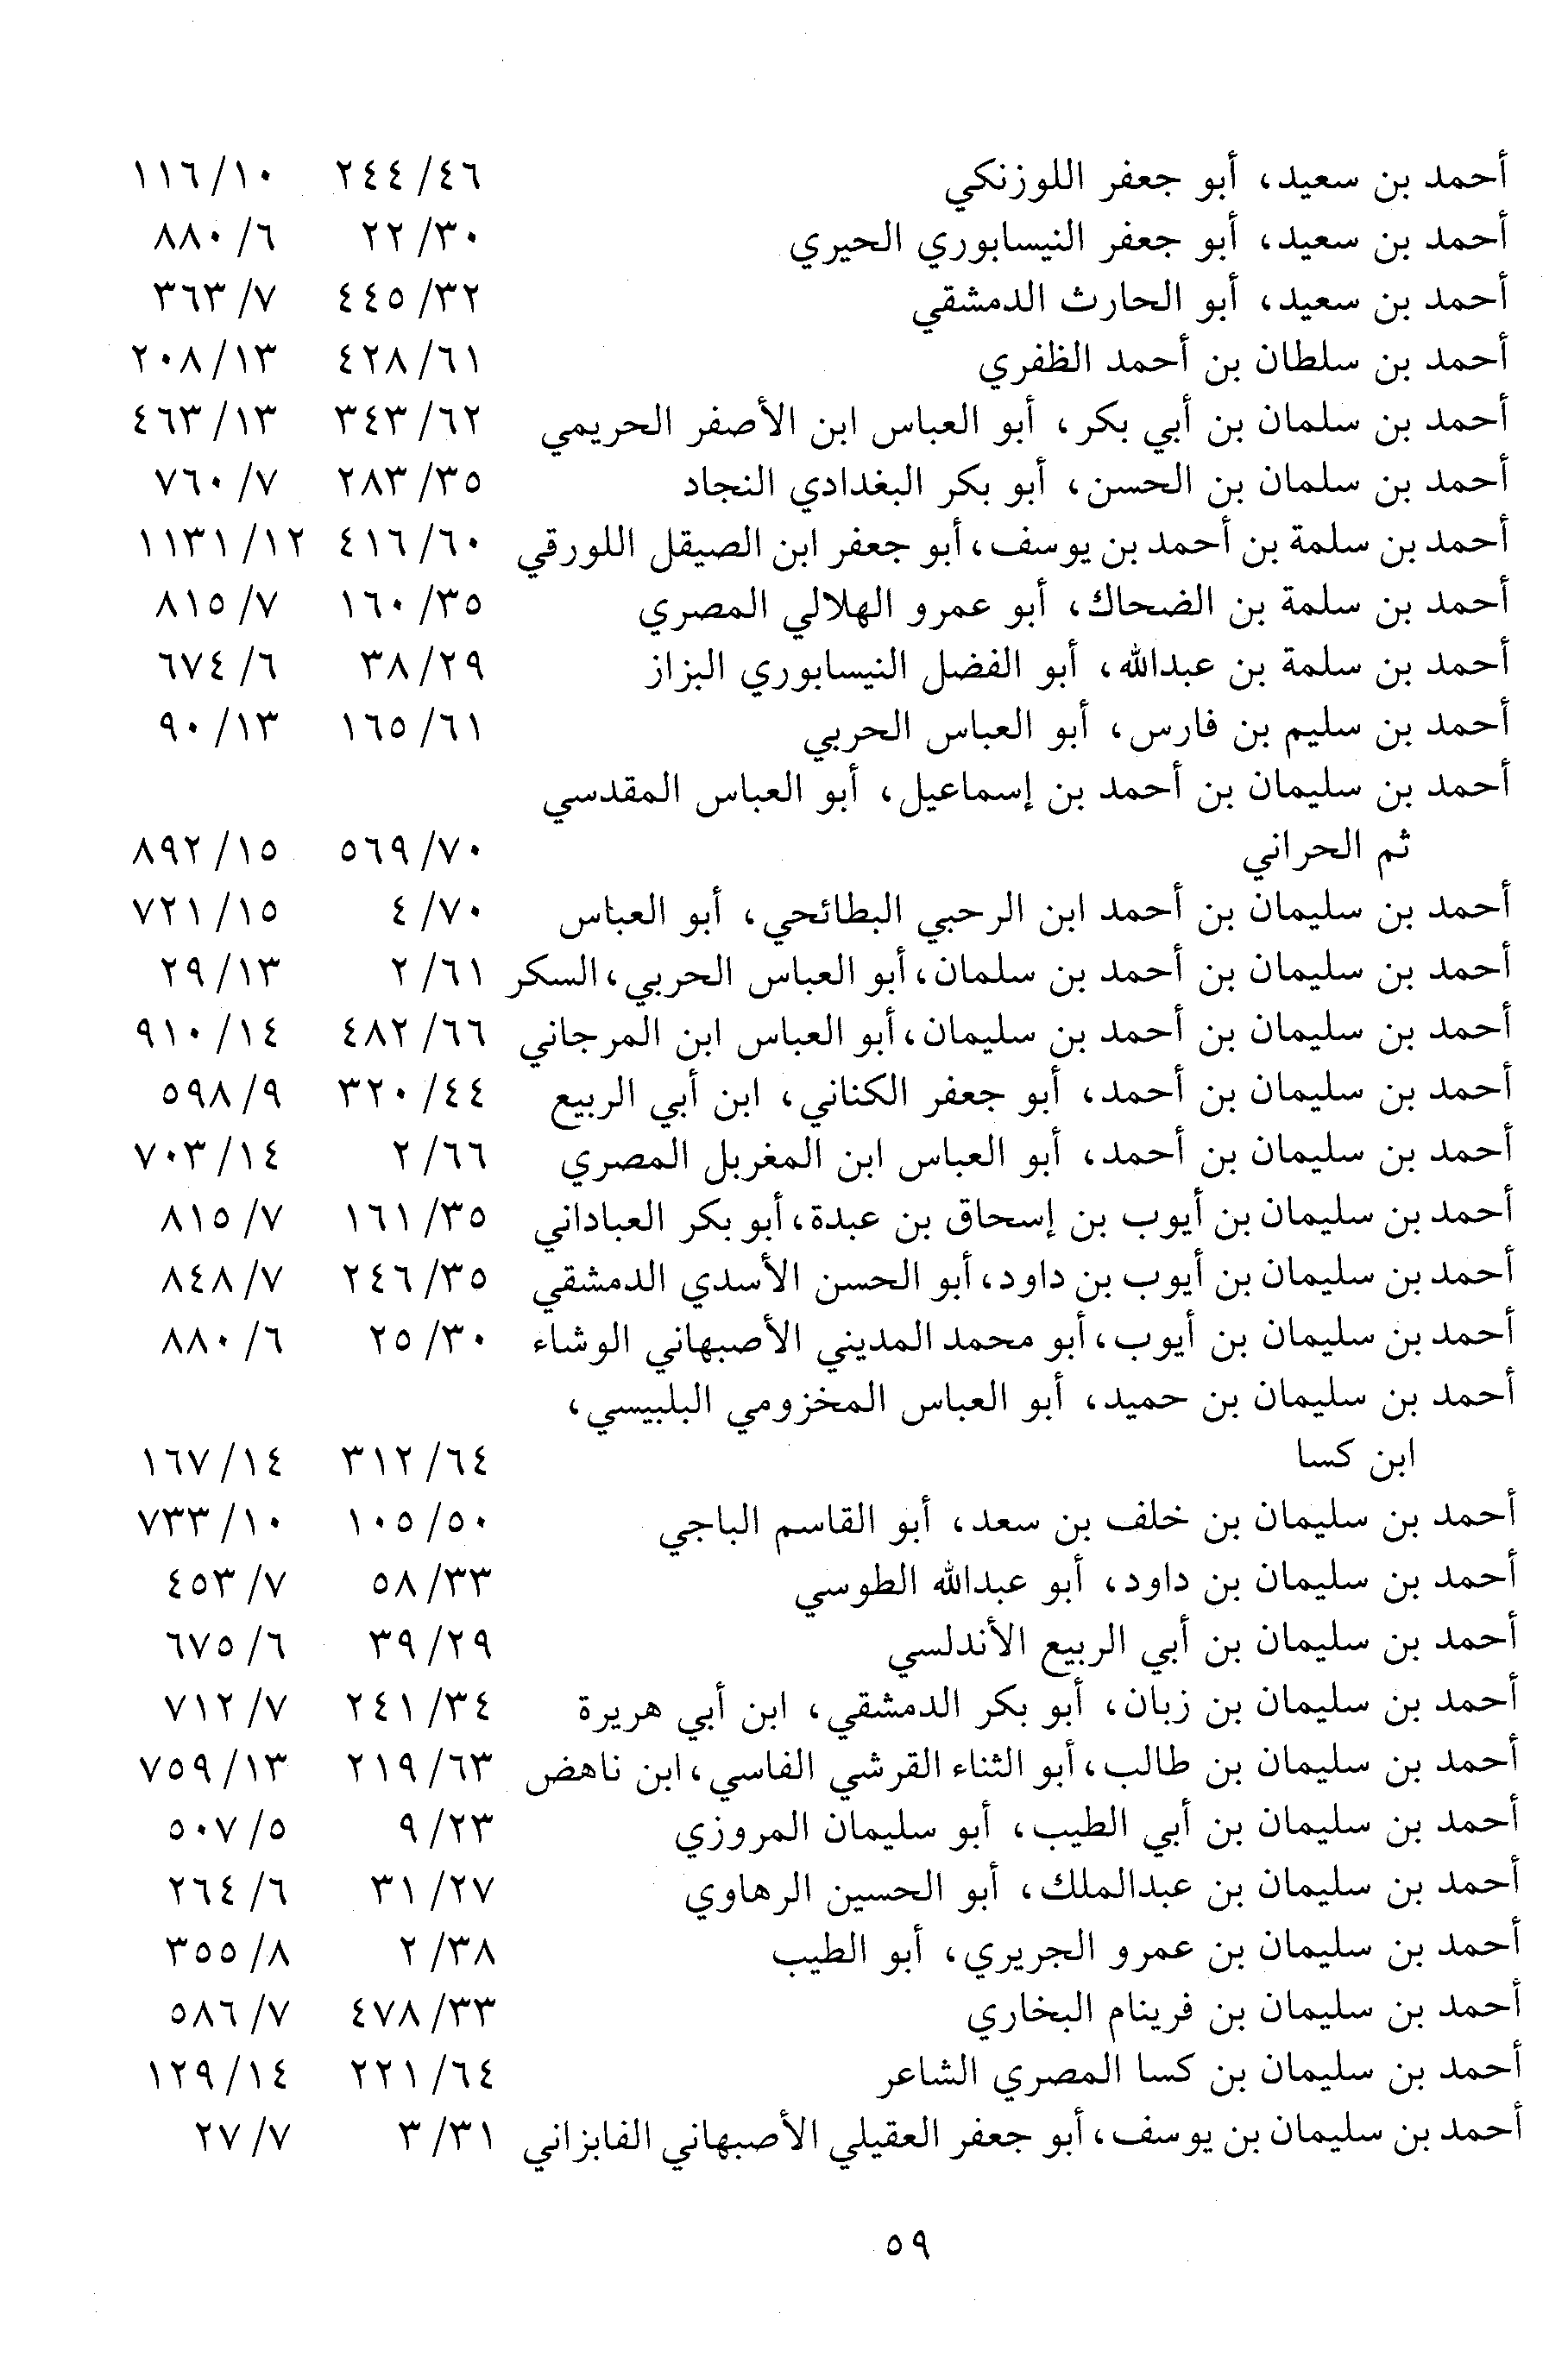 أحمد بن سعيد، أبو جعفر اللوزنكي ٤٦/ ٢٤٤ ١٠/ ١١٦
أحمد بن سعيد، أبو جعفر النيسابوري الحيري ٣٠/ ٢٢ ٦/ ٨٨٠
أحمد بن سعيد، أبو الحارث الدمشقي ٣٢/ ٤٤٥ ٧/ ٣٦٣
أحمد بن سلطان بن أحمد الظفري ٦١/ ٤٢٨ ١٣/ ٢٠٨
أحمد بن سلمان بن أبي بكر، أبو العباس ابن الأصفر الحريمي ٦٢/ ٣٤٣ ١٣/ ٤٦٣
أحمد بن سلمان بن الحسن، أبو بكر البغدادي النجاد ٣٥/ ٢٨٣ ٧/ ٧٦٠
أحمد بن سلمة بن أحمد بن يوسف، أبو جعفر ابن الصيقل اللورقي ٦٠/ ٤١٦ ١٢/ ١١٣١
أحمد بن سلمة بن الضحاك، أبو عمرو الهلالي المصري ٣٥/ ١٦٠ ٧/ ٨١٥
أحمد بن سلمة بن عبدالله، أبو الفضل النيسابوري البزاز ٢٩/ ٣٨ ٦/ ٦٧٤
أحمد بن سليم بن فارس، أبو العباس الحربي ٦١/ ١٦٥ ١٣/ ٩٠
أحمد بن سليمان بن أحمد بن إسماعيل، أبو العباس المقدسي
ثم الحراني ٧٠/ ٥٦٩ ١٥/ ٨٩٢
أحمد بن سليمان بن أحمد ابن الرحبي البطائحي، أبو العباس ٧٠/ ٤ ١٥/ ٧٢١
أحمد بن سليمان بن أحمد بن سلمان، أبو العباس الحربي، السكر ٦١/ ٢ ١٣/ ٢٩
أحمد بن سليمان بن أحمد بن سليمان، أبو العباس ابن المرجاني ٦٦/ ٤٨٢ ١٤/ ٩١٠
أحمد بن سليمان بن أحمد، أبو جعفر الكناني، ابن أبي الربيع ٤٤/ ٣٢٠ ٩/ ٥٩٨
أحمد بن سليمان بن أحمد، أبو العباس ابن المغربل المصري ٦٦/ ٢ ١٤/ ٧٠٣
أحمد بن سليمان بن أيوب بن إسحاق بن عبدة، أبو بكر العباداني ٣٥/ ١٦١ ٧/ ٨١٥
أحمد بن سليمان بن أيوب بن داود، أبو الحسن الأسدي الدمشقي ٣٥/ ٢٤٦ ٧/ ٨٤٨
أحمد بن سليمان بن أيوب، أبو محمد المديني الأصبهاني الوشاء ٣٠/ ٢٥ ٦/ ٨٨٠
أحمد بن سليمان بن حميد، أبو العباس المخزومي البلبيسي،
ابن كسا ٦٤/ ٣١٢ ١٤/ ١٦٧
أحمد بن سليمان بن خلف بن سعد، أبو القاسم الباجي ٥٠/ ١٠٥ ١٠/ ٧٣٣
أحمد بن سليمان بن داود، أبو عبدالله الطوسي ٣٣/ ٥٨ ٧/ ٤٥٣
أحمد بن سليمان بن أبي الربيع الأندلسي ٢٩/ ٣٩ ٦/ ٦٧٥
أحمد بن سليمان بن زبان، أبو بكر الدمشقي، ابن أبي هريرة ٣٤/ ٢٤١ ٧/ ٧١٢
أحمد بن سليمان بن طالب، أبو الثناء القرشي الفاسي، ابن ناهض ٦٣/ ٢١٩ ١٣/ ٧٥٩
أحمد بن سليمان بن أبي الطيب، أبو سليمان المروزي ٢٣/ ٩ ٥/ ٥٠٧
أحمد بن سليمان بن عبدالملك، أبو الحسين الرهاوي ٢٧/ ٣١ ٦/ ٢٦٤
أحمد بن سليمان بن عمرو الجريري، أبو الطيب ٣٨/ ٢ ٨/ ٣٥٥
أحمد بن سليمان بن فرينام البخاري ٣٣/ ٤٧٨ ٧/ ٥٨٦
أحمد بن سليمان بن كسا المصري الشاعر ٦٤/ ٢٢١ ١٤/ ١٢٩
أحمد بن سليمان بن يوسف، أبو جعفر العقيلي الأصبهاني الفابزاني ٣١/ ٣ ٧/ ٢٧
٥٩